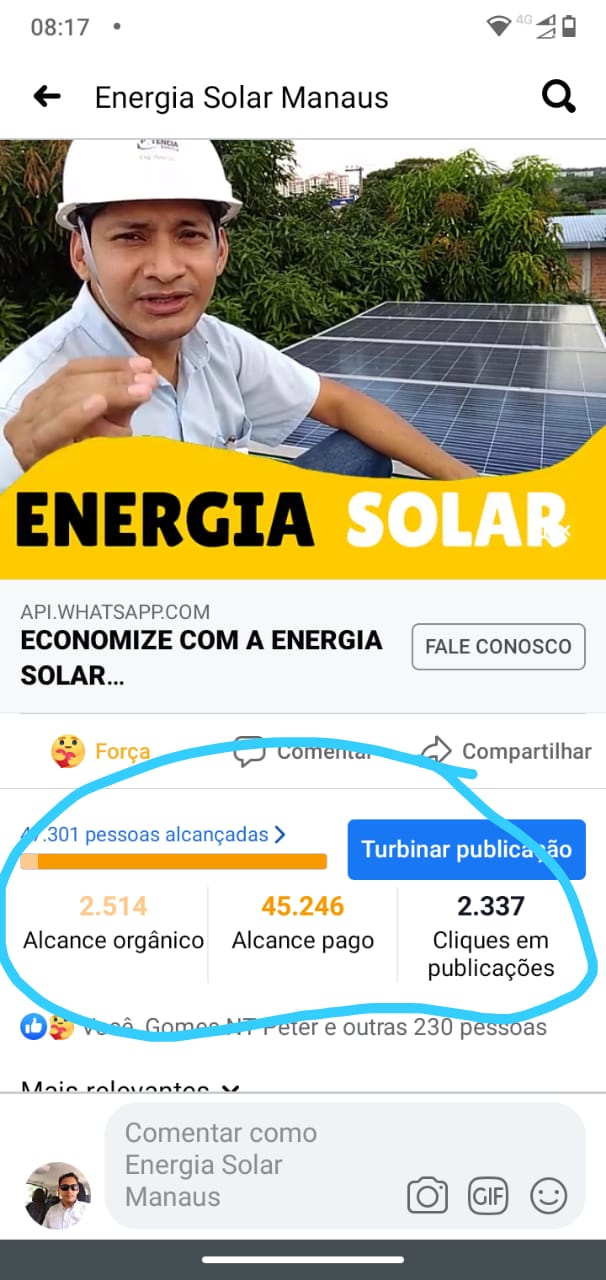 08:17
4G
Energia Solar Manaus
ENERGIA SOLAR
API.WHATSAPP.COM
ECONOMIZE COM A ENERGIA
SOLAR...
FALE CONOSCO
Força Comentar Compartilhar
47.301 pessoas alcançadas
Turbinar publicação
2.514 45.246 2.337
Alcance orgânico Alcance pago Cliques em
publicações
Você, Gomes NT Peter e outras 230 pessoas
Mais relevantes
Comentar como
Energia Solar
Manaus
GIF